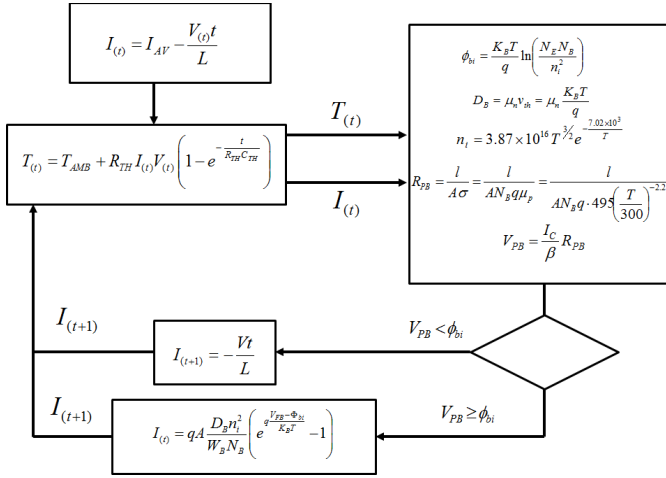 I_(t) = I_AV − V_(t)t / L
T_(t) = T_AMB + R_TH I_(t) V_(t) (1 − e^(−t / (R_TH C_TH)))
T_(t)
I_(t)
ϕ_bi = (K_B T / q) ln(N_E N_B / n_i^2)
D_B = μ_n v_th = μ_n K_B T / q
n_i = 3.87×10^16 T^(3/2) e^(−7.02×10^3 / T)
R_PB = l / (Aσ) = l / (A N_B q μ_p) = l / (A N_B q · 495 (T / 300)^(−2.2))
V_PB = (I_C / β) R_PB
V_PB < ϕ_bi
I_(t+1)
I_(t+1) = − Vt / L
I_(t+1)
V_PB ≥ ϕ_bi
I_(t) = qA (D_B n_i^2 / (W_B N_B)) (e^(q (V_PB − Φ_bi) / (K_B T)) − 1)